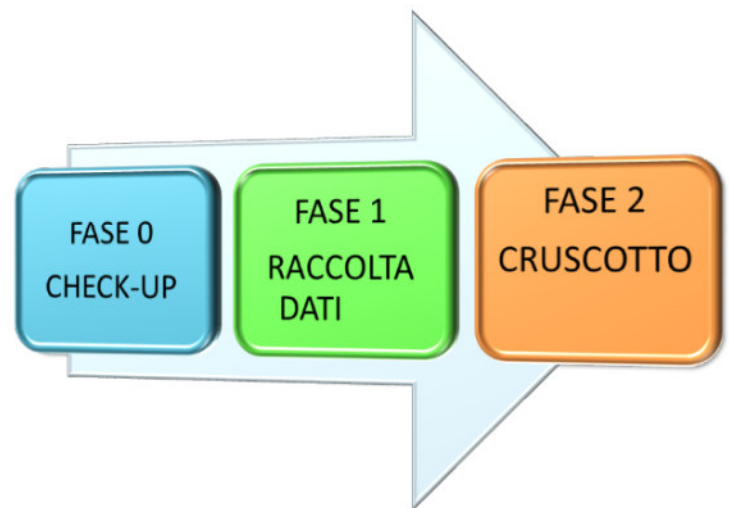 FASE 0
CHECK-UP
FASE 1
RACCOLTA
DATI
FASE 2
CRUSCOTTO